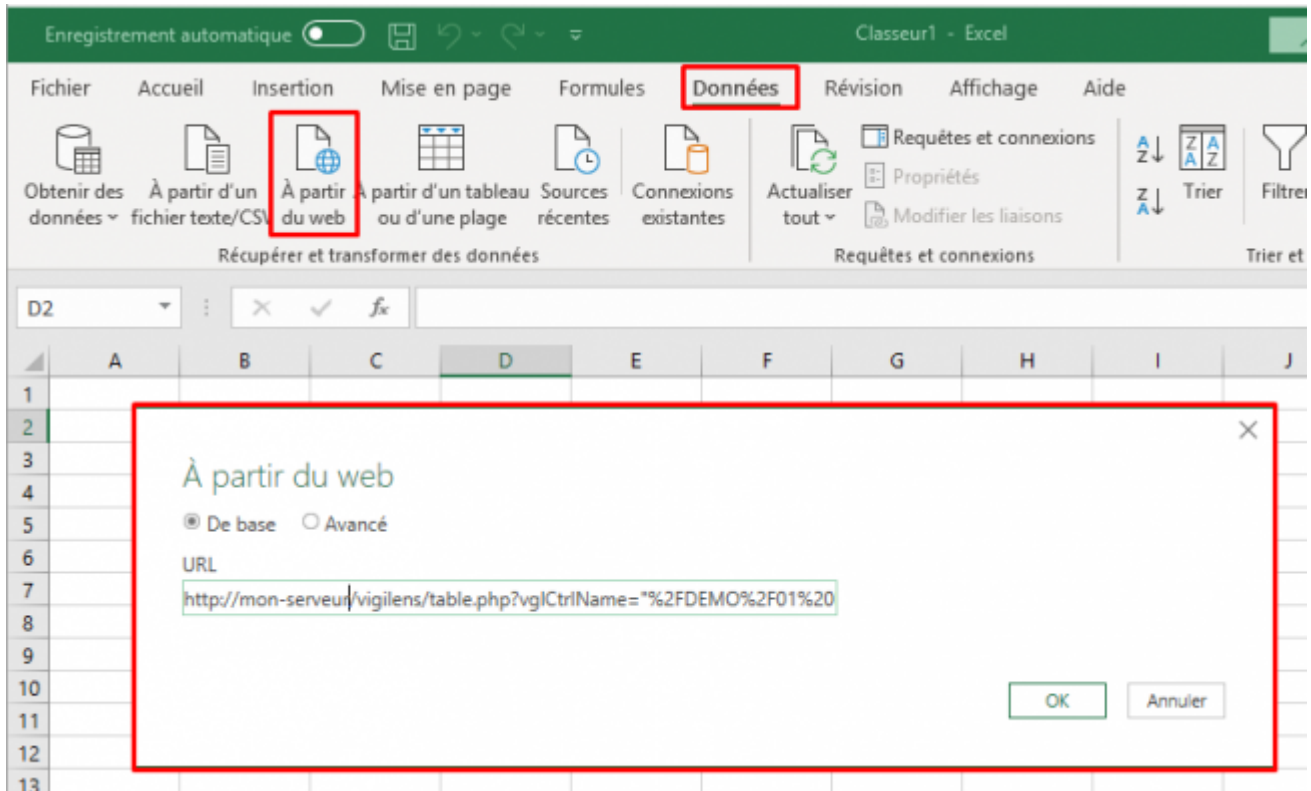 Enregistrement automatique
Classeur1 - Excel
Fichier Accueil Insertion Mise en page Formules Données Révision Affichage Aide
Obtenir des données
À partir d'un fichier texte/CSV
À partir du web
À partir d'un tableau ou d'une plage
Sources récentes
Connexions existantes
Actualiser tout
Requêtes et connexions
Propriétés
Modifier les liaisons
Trier
Filtrer
Récupérer et transformer des données
Requêtes et connexions
Trier et
D2
fx
A B C D E F G H I J
1
2
3
4
5
6
7
8
9
10
11
12
13
À partir du web
De base Avancé
URL
http://mon-serveur/vigilens/table.php?vglCtrlName="%2FDEMO%2F01%20
OK Annuler